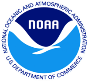 NATIONAL OCEANIC AND ATMOSPHERIC ADMINISTRATION
NOAA
U.S. DEPARTMENT OF COMMERCE